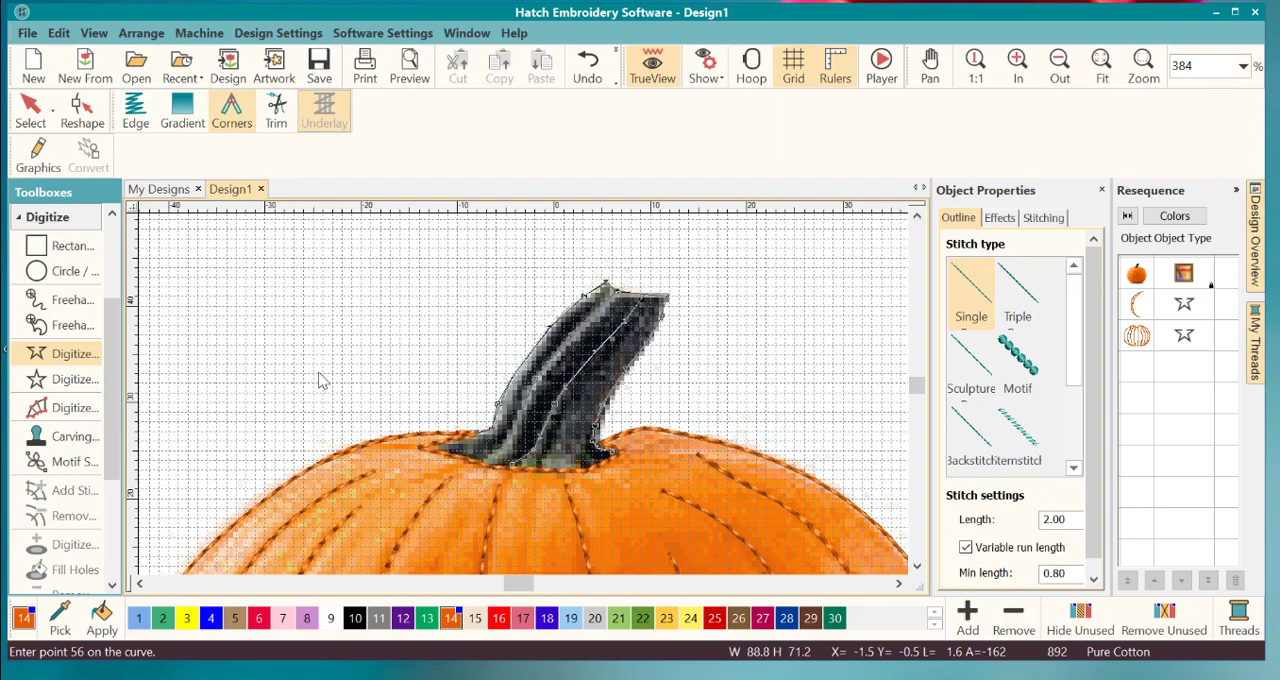 Hatch Embroidery Software - Design1
File Edit View Arrange Machine Design Settings Software Settings Window Help
New New From Open Recent Design Artwork Save Print Preview Cut Copy Paste Undo TrueView Show Hoop Grid Rulers Player Pan 1:1 In Out Fit Zoom 384 %
Select Reshape Edge Gradient Corners Trim Underlay
Graphics Convert
Toolboxes
Digitize
Rectan...
Circle / ...
Freeha...
Freeha...
Digitize...
Digitize...
Digitize...
Carving...
Motif S...
Add Sti...
Remov...
Digitize...
Fill Holes
My Designs × Design1 ×
-40 -30 -20 -10 0 10 20 30
40
30
20
Object Properties ×
Outline Effects Stitching
Stitch type
Single Triple
Sculpture Motif
Backstitch Stemstitch
Stitch settings
Length: 2.00
Variable run length
Min length: 0.80
Resequence »
Colors
Object Object Type
Design Overview
My Threads
14 Pick Apply 1 2 3 4 5 6 7 8 9 10 11 12 13 14 15 16 17 18 19 20 21 22 23 24 25 26 27 28 29 30 Add Remove Hide Unused Remove Unused Threads
Enter point 56 on the curve. W 88.8 H 71.2 X= -1.5 Y= -0.5 L= 1.6 A=-162 892 Pure Cotton